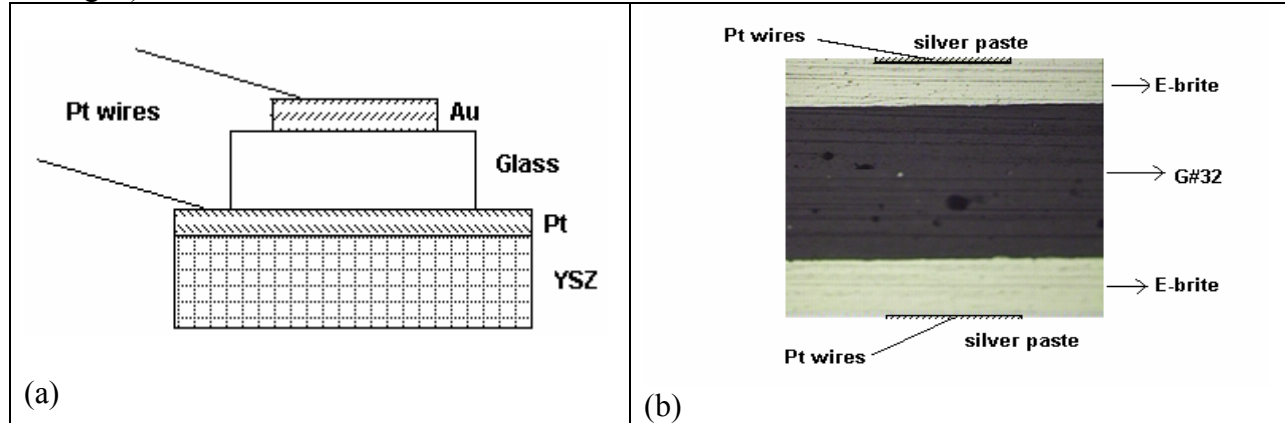 Pt wires
Au
Glass
Pt
YSZ
(a)
Pt wires
silver paste
E-brite
G#32
E-brite
silver paste
Pt wires
(b)